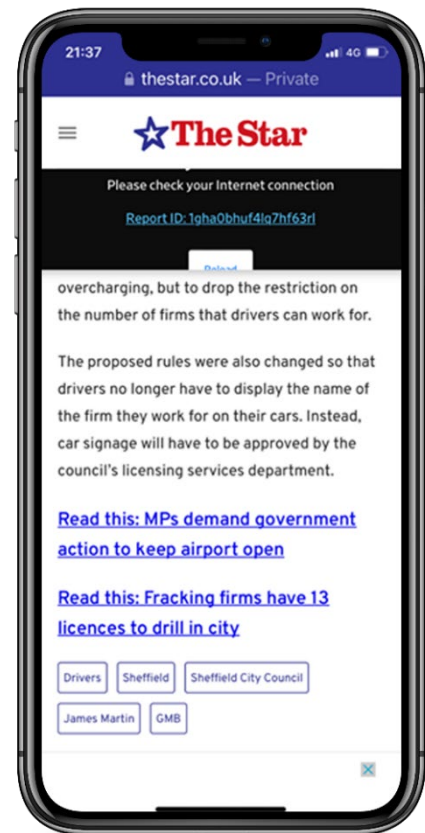 21:37
4G
thestar.co.uk — Private
The Star
Please check your Internet connection
Report ID: 1gha0bhuf4lq7hf63rl
Reload
overcharging, but to drop the restriction on
the number of firms that drivers can work for.
The proposed rules were also changed so that
drivers no longer have to display the name of
the firm they work for on their cars. Instead,
car signage will have to be approved by the
council's licensing services department.
Read this: MPs demand government
action to keep airport open
Read this: Fracking firms have 13
licences to drill in city
Drivers
Sheffield
Sheffield City Council
James Martin
GMB